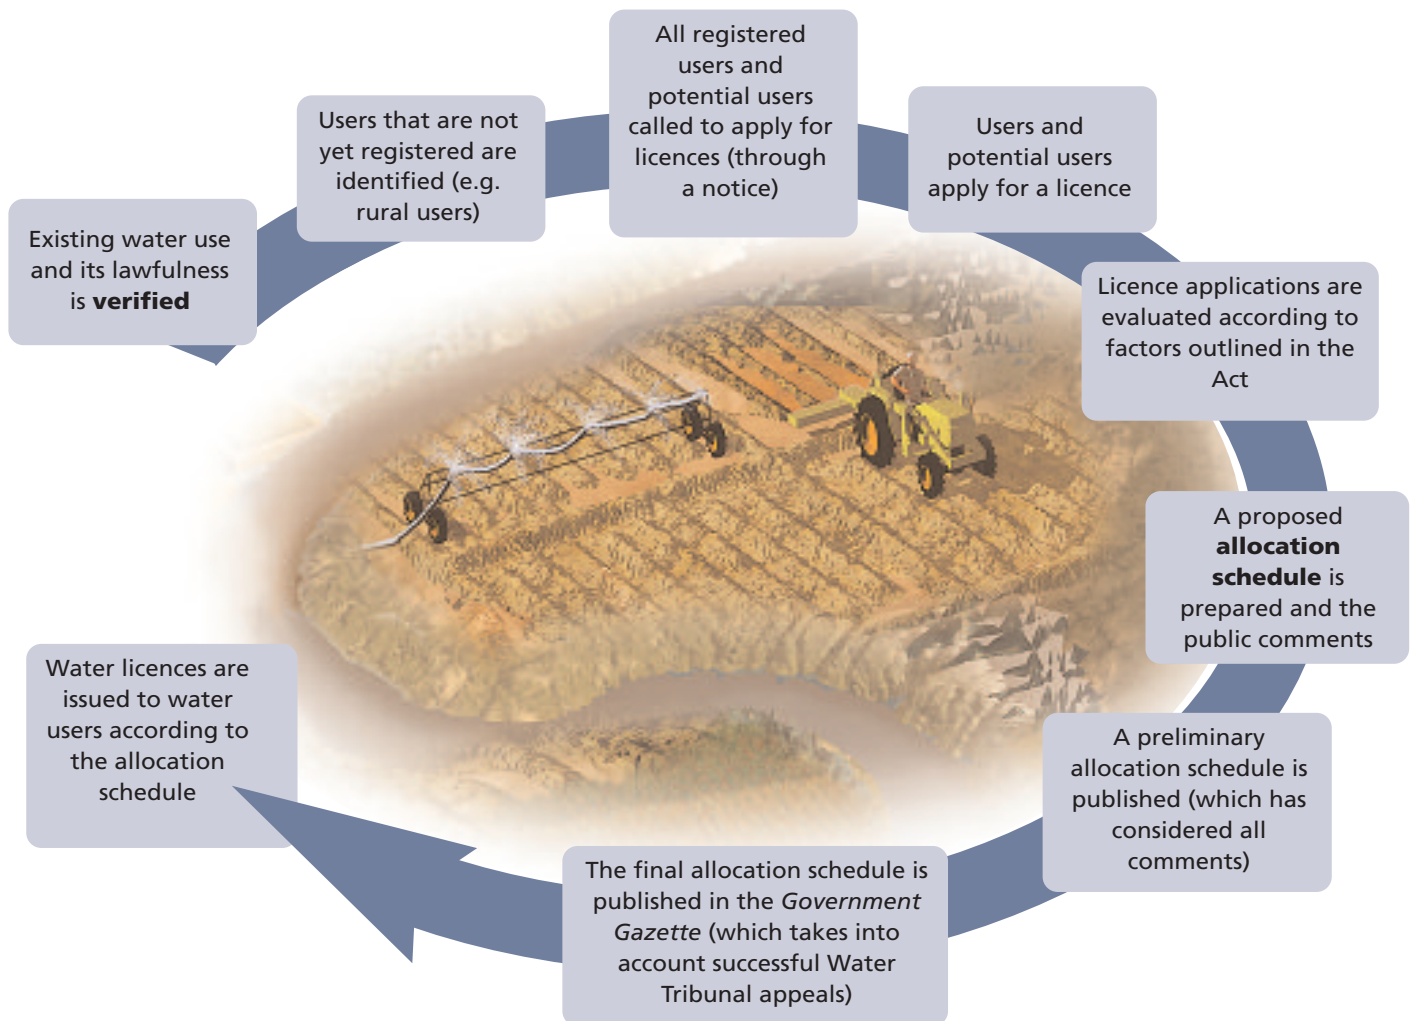 Existing water use
and its lawfulness
is verified
Users that are not
yet registered are
identified (e.g.
rural users)
All registered
users and
potential users
called to apply for
licences (through
a notice)
Users and
potential users
apply for a licence
Licence applications are
evaluated according to
factors outlined in the
Act
A proposed
allocation
schedule is
prepared and the
public comments
A preliminary
allocation schedule is
published (which has
considered all
comments)
The final allocation schedule is
published in the Government
Gazette (which takes into
account successful Water
Tribunal appeals)
Water licences are
issued to water
users according to
the allocation
schedule